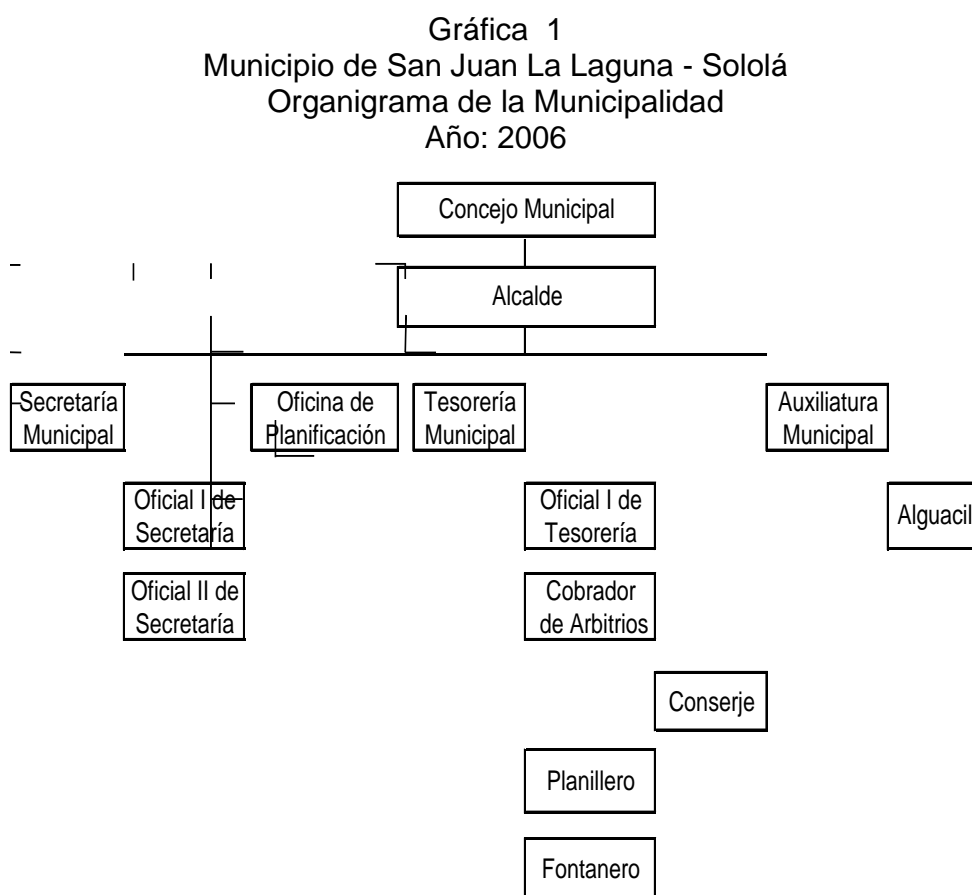 Gráfica 1
Municipio de San Juan La Laguna - Sololá
Organigrama de la Municipalidad
Año: 2006
Concejo Municipal
Alcalde
Secretaría
Municipal
Oficina de
Planificación
Tesorería
Municipal
Auxiliatura
Municipal
Oficial I de
Secretaría
Oficial I de
Tesorería
Alguacil
Oficial II de
Secretaría
Cobrador
de Arbitrios
Conserje
Planillero
Fontanero